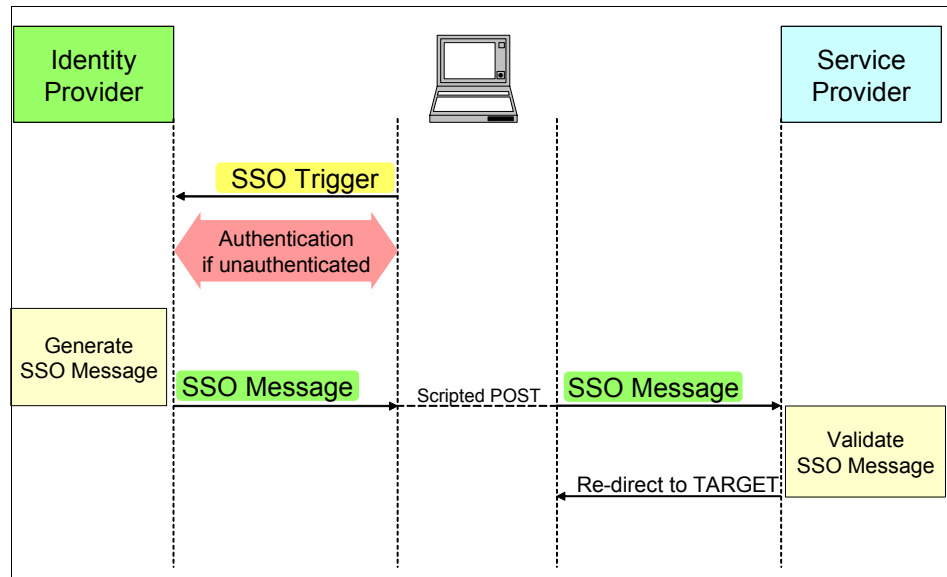 Identity
Provider
Service
Provider
SSO Trigger
Authentication
if unauthenticated
Generate
SSO Message
SSO Message
Scripted POST
SSO Message
Validate
SSO Message
Re-direct to TARGET